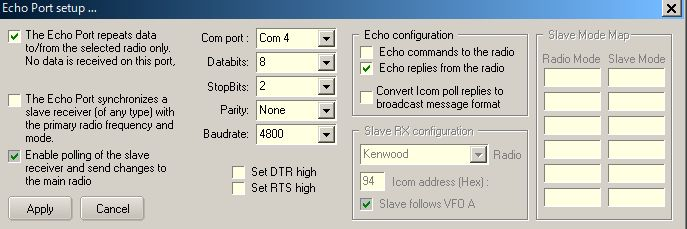 Echo Port setup ...
The Echo Port repeats data
to/from the selected radio only.
No data is received on this port,
The Echo Port synchronizes a
slave receiver (of any type) with
the primary radio frequency and
mode.
Enable polling of the slave
receiver and send changes to
the main radio
Apply
Cancel
Com port : Com 4
Databits: 8
StopBits: 2
Parity: None
Baudrate: 4800
Set DTR high
Set RTS high
Echo configuration
Echo commands to the radio
Echo replies from the radio
Convert Icom poll replies to
broadcast message format
Slave RX configuration
Kenwood Radio
94 Icom address (Hex) :
Slave follows VFO A
Slave Mode Map
Radio Mode Slave Mode